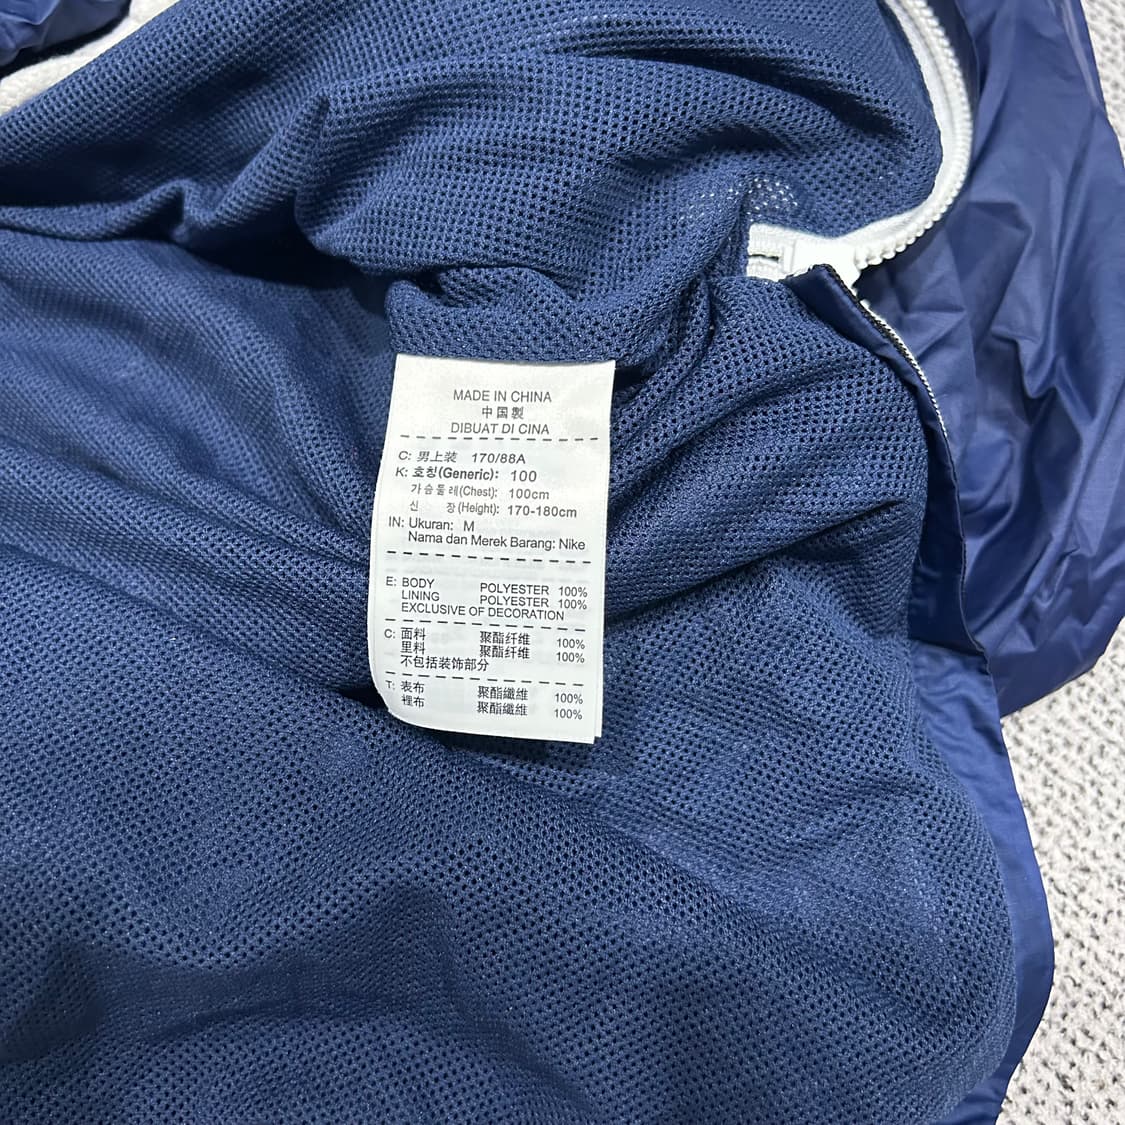 MADE IN CHINA
中国製
DIBUAT DI CINA
C: 男上装 170/88A
K: 호칭(Generic): 100
가슴둘레(Chest): 100cm
신 장(Height): 170-180cm
IN: Ukuran: M
Nama dan Merek Barang: Nike
E: BODY POLYESTER 100%
LINING POLYESTER 100%
EXCLUSIVE OF DECORATION
C: 面料 聚酯纤维 100%
里料 聚酯纤维 100%
不包括装饰部分
T: 表布 聚酯纖維 100%
裡布 聚酯纖維 100%